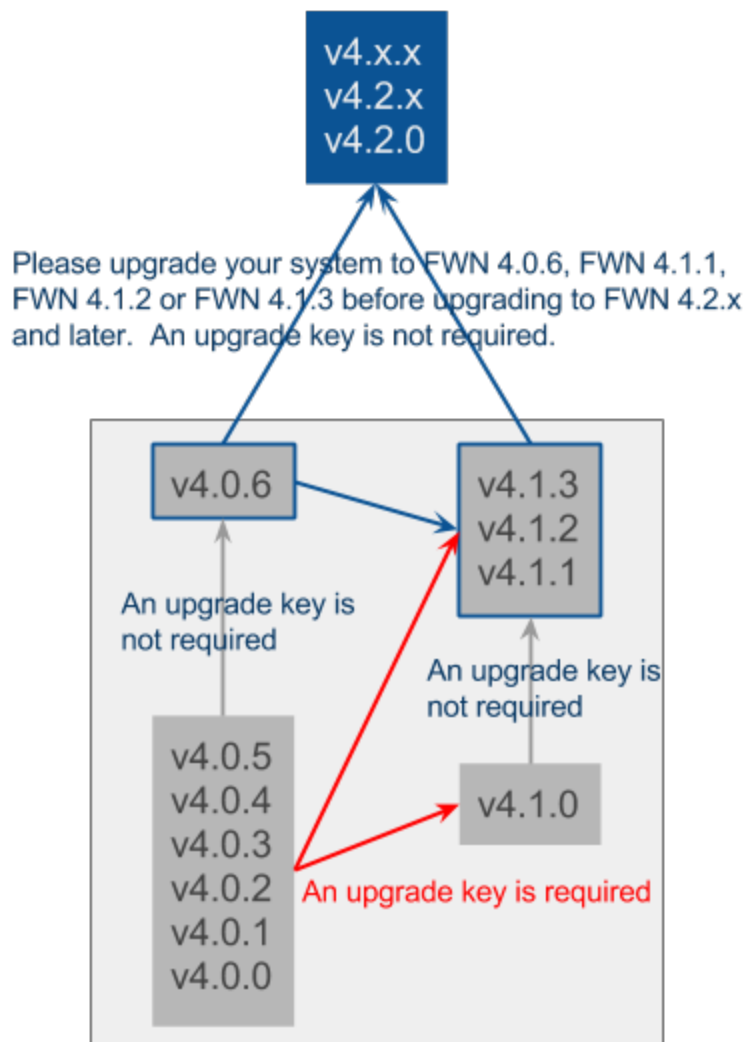 v4.x.x
v4.2.x
v4.2.0
Please upgrade your system to FWN 4.0.6, FWN 4.1.1,
FWN 4.1.2 or FWN 4.1.3 before upgrading to FWN 4.2.x
and later.  An upgrade key is not required.
v4.0.6
v4.1.3
v4.1.2
v4.1.1
An upgrade key is
not required
An upgrade key is
not required
v4.0.5
v4.0.4
v4.0.3
v4.0.2
v4.0.1
v4.0.0
v4.1.0
An upgrade key is required